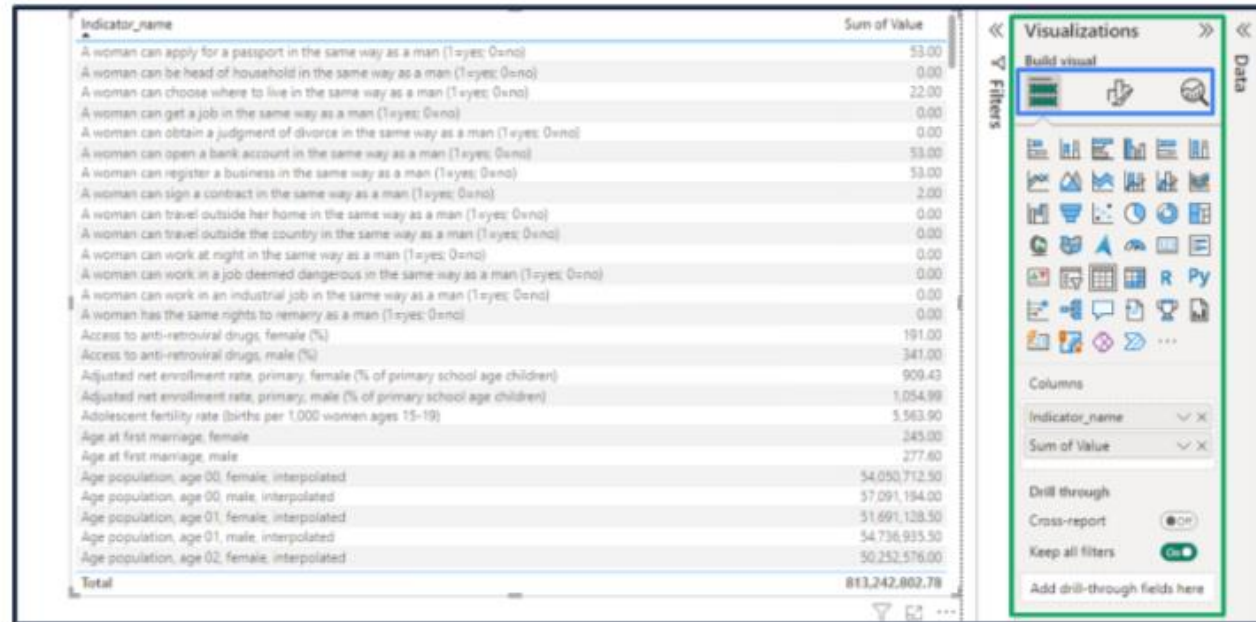 Indicator_name Sum of Value
A woman can apply for a passport in the same way as a man (1=yes; 0=no) 53.00
A woman can be head of household in the same way as a man (1=yes; 0=no) 0.00
A woman can choose where to live in the same way as a man (1=yes; 0=no) 22.00
A woman can get a job in the same way as a man (1=yes; 0=no) 0.00
A woman can obtain a judgment of divorce in the same way as a man (1=yes; 0=no) 0.00
A woman can open a bank account in the same way as a man (1=yes; 0=no) 53.00
A woman can register a business in the same way as a man (1=yes; 0=no) 53.00
A woman can sign a contract in the same way as a man (1=yes; 0=no) 2.00
A woman can travel outside her home in the same way as a man (1=yes; 0=no) 0.00
A woman can travel outside the country in the same way as a man (1=yes; 0=no) 0.00
A woman can work at night in the same way as a man (1=yes; 0=no) 0.00
A woman can work in a job deemed dangerous in the same way as a man (1=yes; 0=no) 0.00
A woman can work in an industrial job in the same way as a man (1=yes; 0=no) 0.00
A woman has the same rights to remarry as a man (1=yes; 0=no) 0.00
Access to anti-retroviral drugs, female (%) 191.00
Access to anti-retroviral drugs, male (%) 341.00
Adjusted net enrollment rate, primary, female (% of primary school age children) 909.43
Adjusted net enrollment rate, primary, male (% of primary school age children) 1,054.99
Adolescent fertility rate (births per 1,000 women ages 15-19) 5,563.90
Age at first marriage, female 245.00
Age at first marriage, male 277.60
Age population, age 00, female, interpolated 54,050,712.50
Age population, age 00, male, interpolated 57,091,194.00
Age population, age 01, female, interpolated 51,691,128.50
Age population, age 01, male, interpolated 54,736,935.50
Age population, age 02, female, interpolated 50,252,576.00
Total 813,242,802.78
Filters
Visualizations
Build visual
R Py
Columns
Indicator_name
Sum of Value
Drill through
Cross-report Off
Keep all filters On
Add drill-through fields here
Data